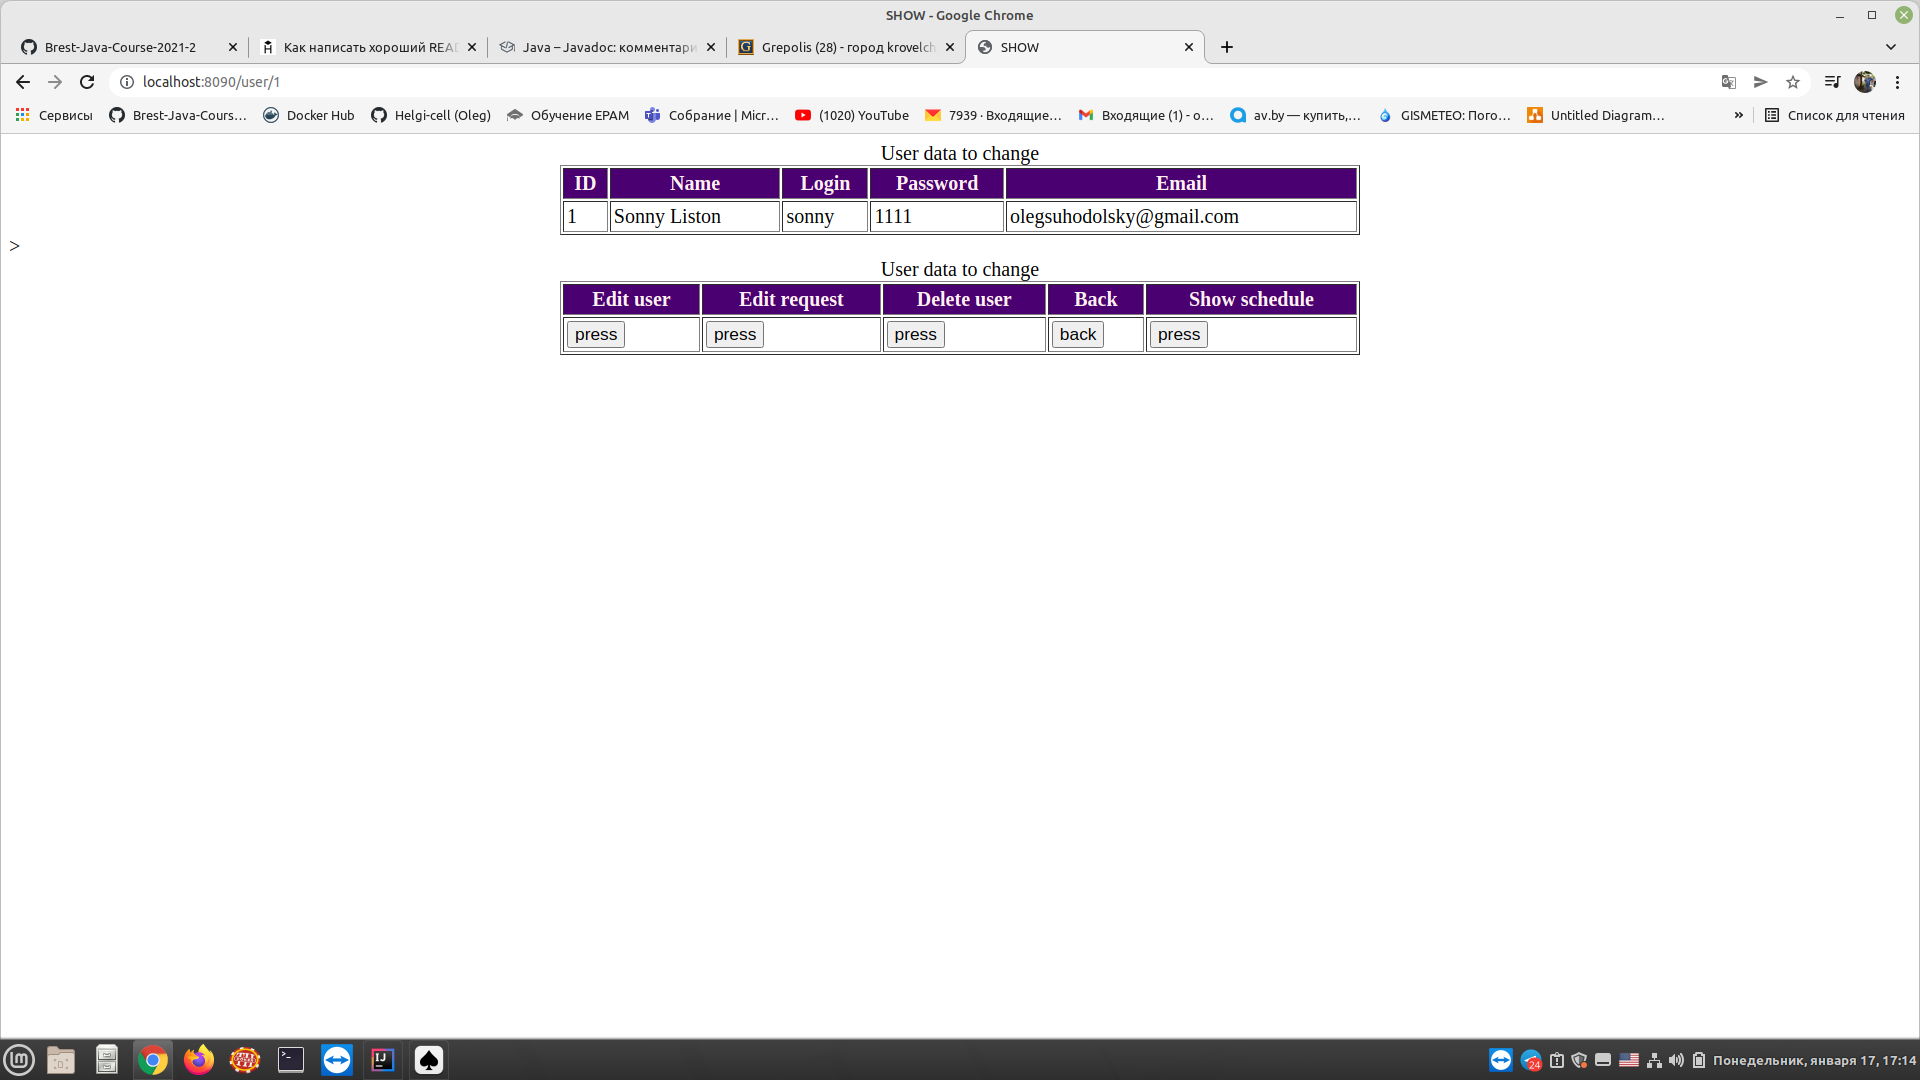 SHOW - Google Chrome
Brest-Java-Course-2021-2
Как написать хороший REA
Java – Javadoc: комментари
Grepolis (28) - город krovelch
SHOW
localhost:8090/user/1
Сервисы
Brest-Java-Cours…
Docker Hub
Helgi-cell (Oleg)
Обучение EPAM
Собрание | Micr…
(1020) YouTube
7939 · Входящие…
Входящие (1) - o…
av.by — купить,…
GISMETEO: Пого…
Untitled Diagram…
»
Список для чтения
User data to change
ID Name Login Password Email
1 Sonny Liston sonny 1111 olegsuhodolsky@gmail.com
>
User data to change
Edit user Edit request Delete user Back Show schedule
press press press back press
24
Понедельник, января 17, 17:14